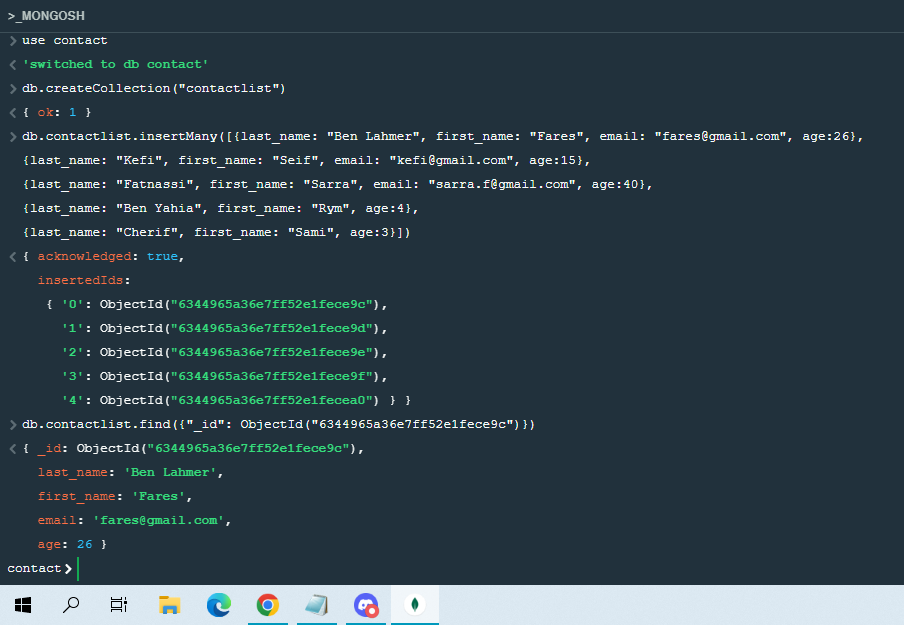 >_MONGOSH
> use contact
< 'switched to db contact'
> db.createCollection("contactlist")
< { ok: 1 }
> db.contactlist.insertMany([{last_name: "Ben Lahmer", first_name: "Fares", email: "fares@gmail.com", age:26},
{last_name: "Kefi", first_name: "Seif", email: "kefi@gmail.com", age:15},
{last_name: "Fatnassi", first_name: "Sarra", email: "sarra.f@gmail.com", age:40},
{last_name: "Ben Yahia", first_name: "Rym", age:4},
{last_name: "Cherif", first_name: "Sami", age:3}])
< { acknowledged: true,
insertedIds:
{ '0': ObjectId("6344965a36e7ff52e1fece9c"),
'1': ObjectId("6344965a36e7ff52e1fece9d"),
'2': ObjectId("6344965a36e7ff52e1fece9e"),
'3': ObjectId("6344965a36e7ff52e1fece9f"),
'4': ObjectId("6344965a36e7ff52e1fecea0") } }
> db.contactlist.find({"_id": ObjectId("6344965a36e7ff52e1fece9c")})
< { _id: ObjectId("6344965a36e7ff52e1fece9c"),
last_name: 'Ben Lahmer',
first_name: 'Fares',
email: 'fares@gmail.com',
age: 26 }
contact>